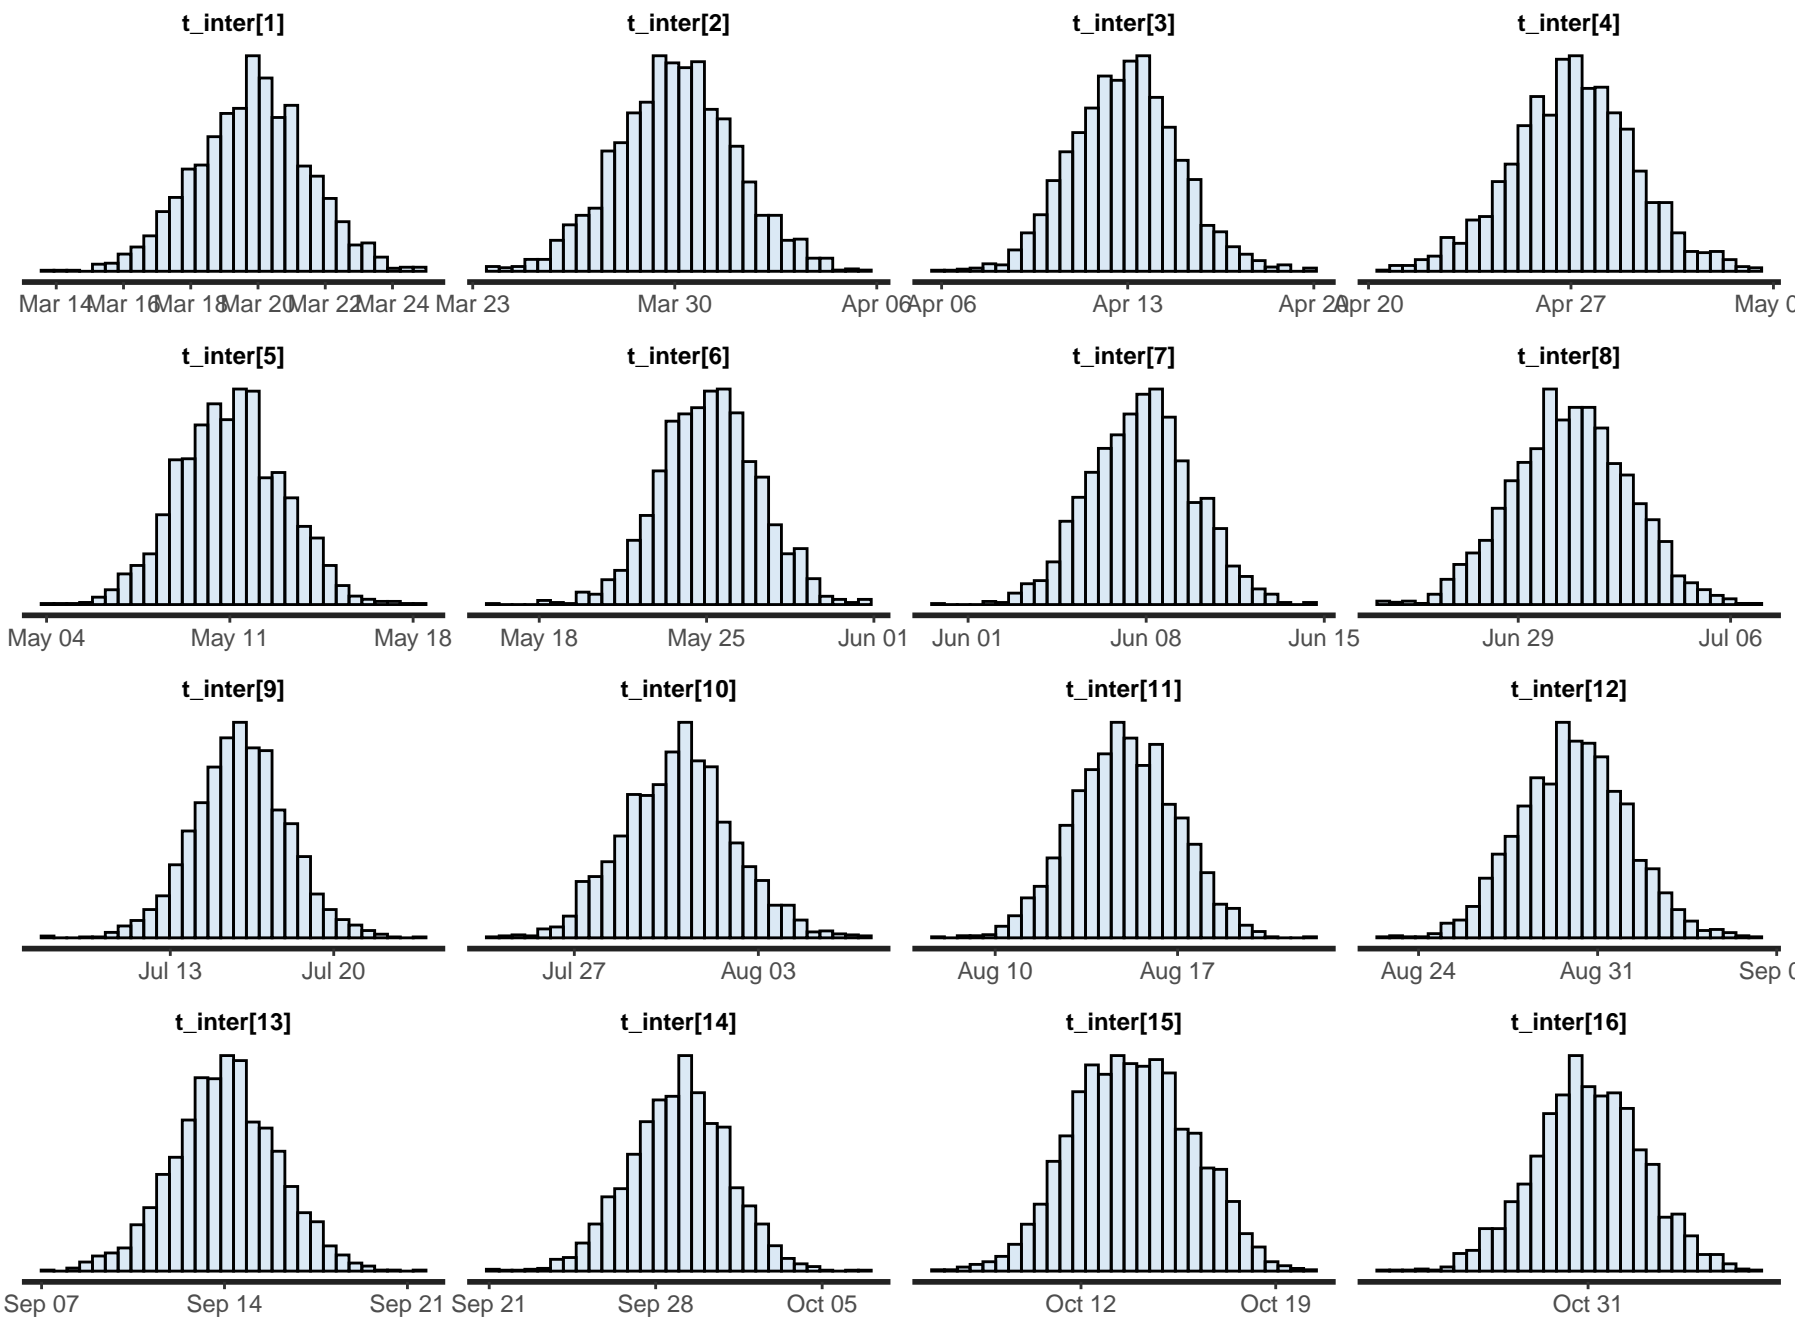 t_inter[1] t_inter[2] t_inter[3] t_inter[4]
Mar 14 Mar 16 Mar 18 Mar 20 Mar 22 Mar 24 Mar 23 Mar 30 Apr 06 Apr 06 Apr 13 Apr 20 Apr 20 Apr 27 May 0
t_inter[5] t_inter[6] t_inter[7] t_inter[8]
May 04 May 11 May 18 May 18 May 25 Jun 01 Jun 01 Jun 08 Jun 15 Jun 29 Jul 06
t_inter[9] t_inter[10] t_inter[11] t_inter[12]
Jul 13 Jul 20 Jul 27 Aug 03 Aug 10 Aug 17 Aug 24 Aug 31 Sep 0
t_inter[13] t_inter[14] t_inter[15] t_inter[16]
Sep 07 Sep 14 Sep 21 Sep 21 Sep 28 Oct 05 Oct 12 Oct 19 Oct 31